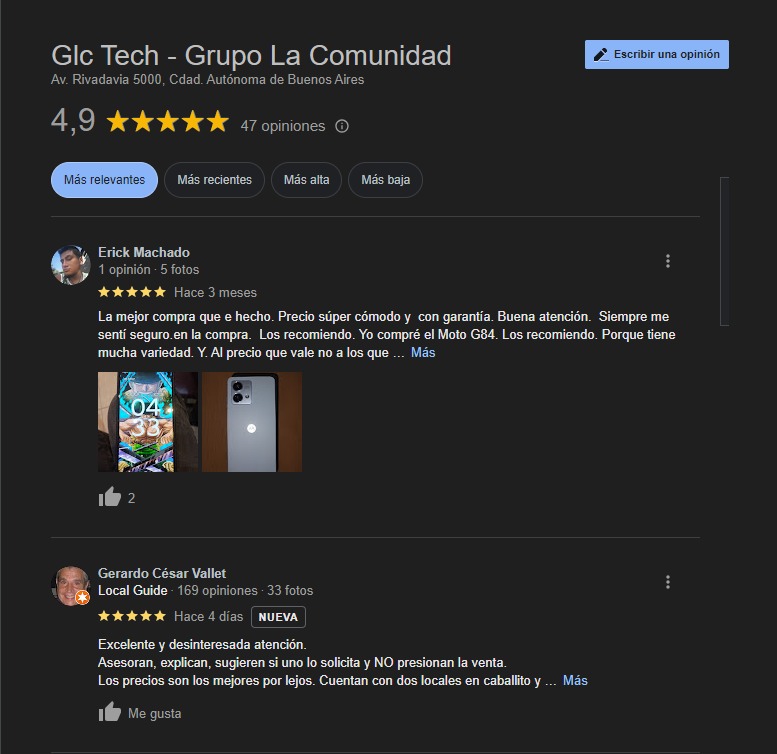 Glc Tech - Grupo La Comunidad
Escribir una opinión
Av. Rivadavia 5000, Cdad. Autónoma de Buenos Aires
4,9 47 opiniones
Más relevantes Más recientes Más alta Más baja
Erick Machado
1 opinión · 5 fotos
Hace 3 meses
La mejor compra que e hecho. Precio súper cómodo y con garantía. Buena atención. Siempre me
sentí seguro.en la compra. Los recomiendo. Yo compré el Moto G84. Los recomiendo. Porque tiene
mucha variedad. Y. Al precio que vale no a los que ... Más
04
33
2
Gerardo César Vallet
Local Guide · 169 opiniones · 33 fotos
Hace 4 días NUEVA
Excelente y desinteresada atención.
Asesoran, explican, sugieren si uno lo solicita y NO presionan la venta.
Los precios son los mejores por lejos. Cuentan con dos locales en caballito y ... Más
Me gusta